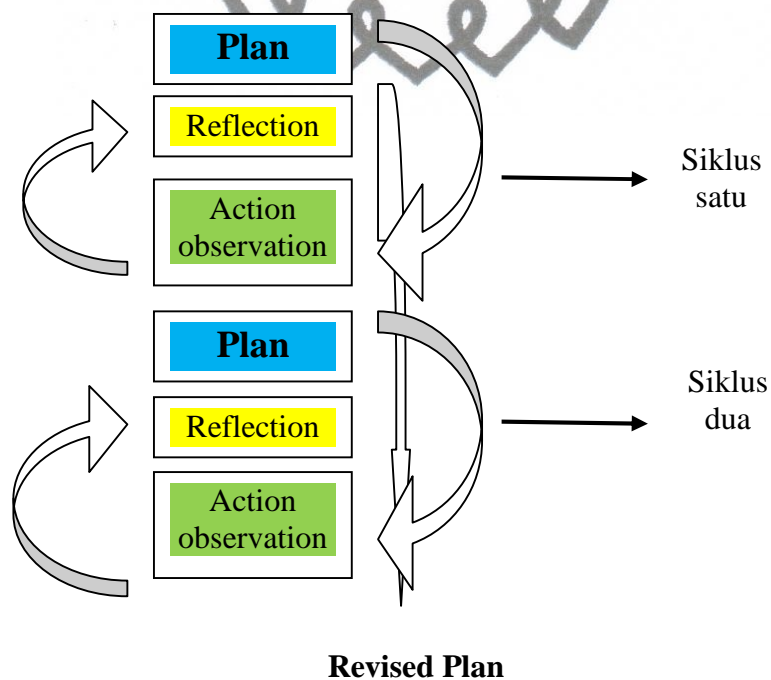 Plan
Reflection
Action
observation
Siklus
satu
Plan
Reflection
Action
observation
Siklus
dua
Revised Plan